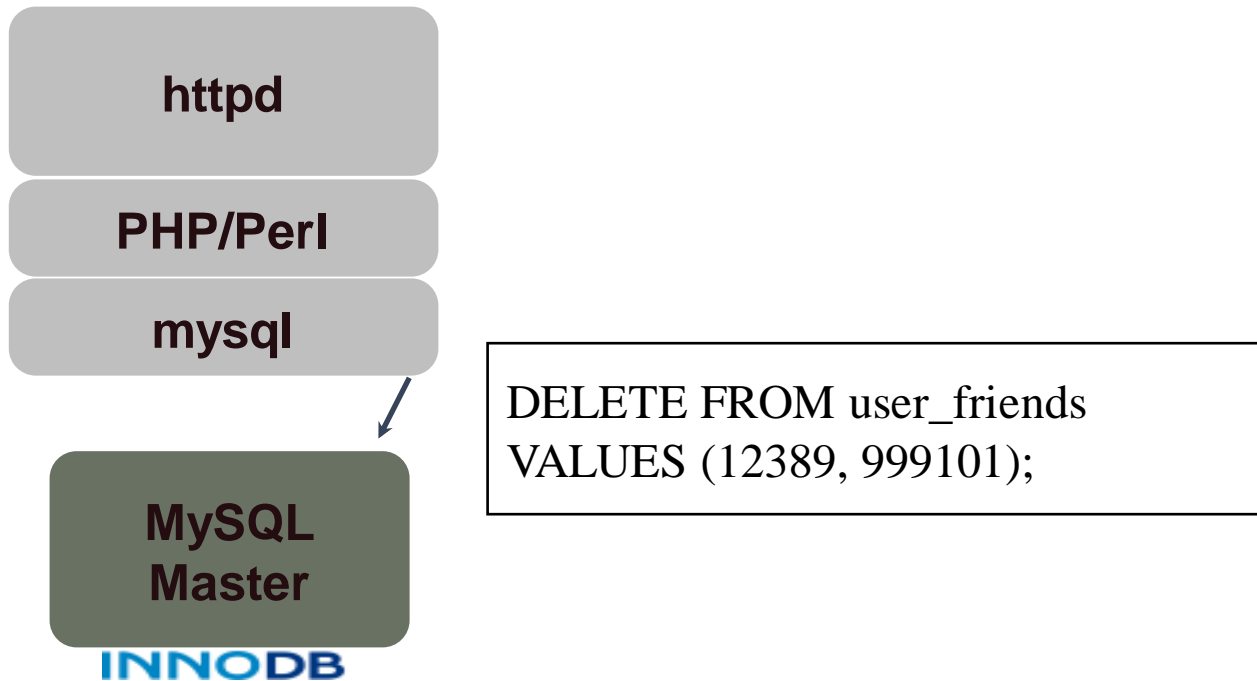 httpd
PHP/Perl
mysql
DELETE FROM user_friends
VALUES (12389, 999101);
MySQL
Master
INNODB